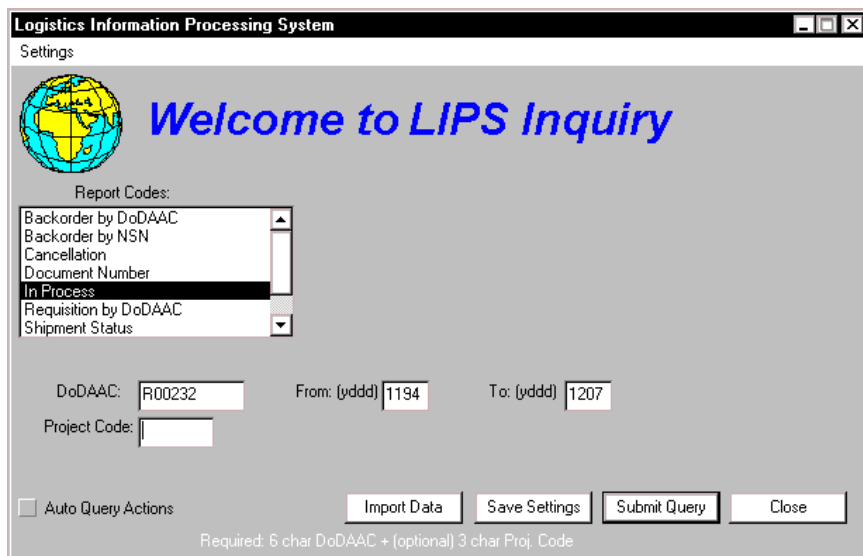 Logistics Information Processing System
Settings
Welcome to LIPS Inquiry
Report Codes:
Backorder by DoDAAC
Backorder by NSN
Cancellation
Document Number
In Process
Requisition by DoDAAC
Shipment Status
DoDAAC: R00232 From: (yddd) 1194 To: (yddd) 1207
Project Code:
Auto Query Actions Import Data Save Settings Submit Query Close
Required: 6 char DoDAAC + (optional) 3 char Proj. Code